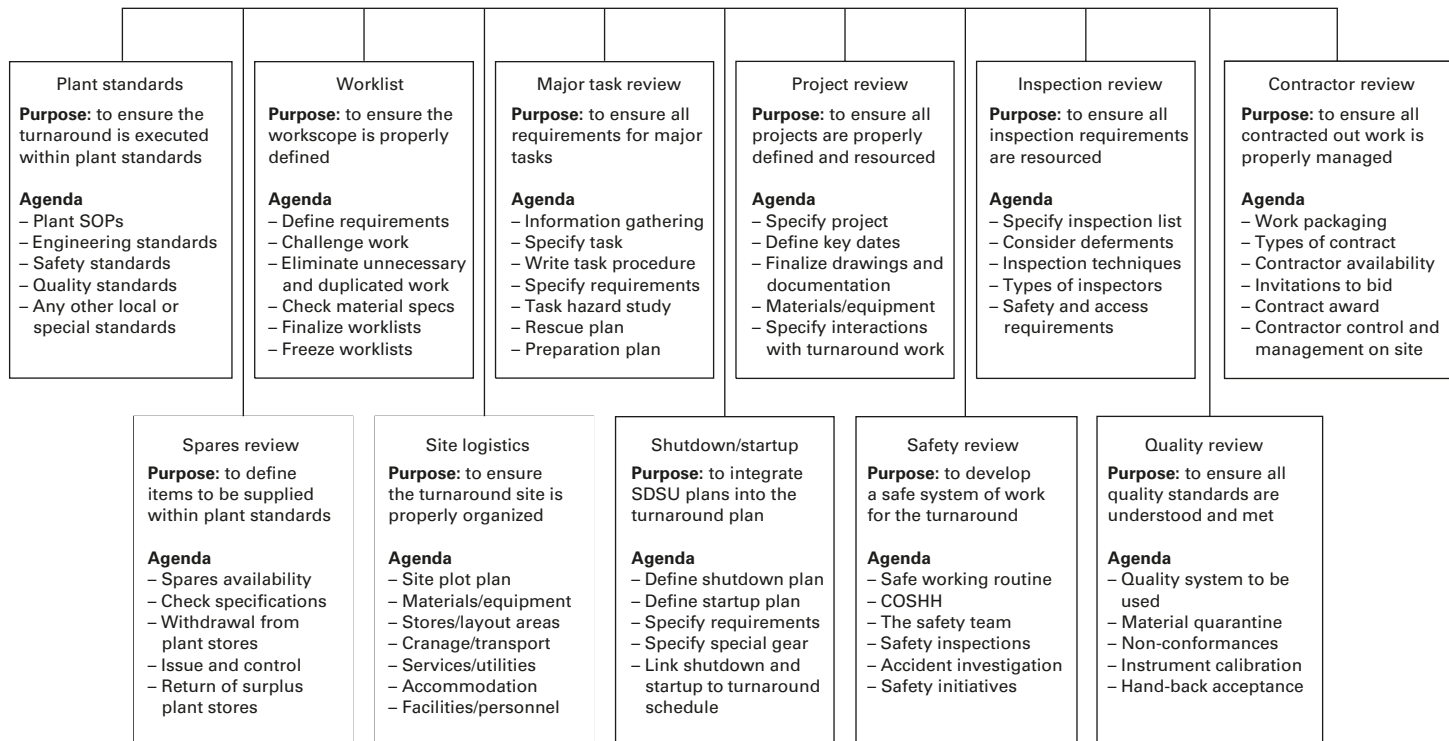 Plant standards
Purpose: to ensure the
turnaround is executed
within plant standards
Agenda
– Plant SOPs
– Engineering standards
– Safety standards
– Quality standards
– Any other local or
special standards
Worklist
Purpose: to ensure the
workscope is properly
defined
Agenda
– Define requirements
– Challenge work
– Eliminate unnecessary
and duplicated work
– Check material specs
– Finalize worklists
– Freeze worklists
Major task review
Purpose: to ensure all
requirements for major
tasks
Agenda
– Information gathering
– Specify task
– Write task procedure
– Specify requirements
– Task hazard study
– Rescue plan
– Preparation plan
Project review
Purpose: to ensure all
projects are properly
defined and resourced
Agenda
– Specify project
– Define key dates
– Finalize drawings and
documentation
– Materials/equipment
– Specify interactions
with turnaround work
Inspection review
Purpose: to ensure all
inspection requirements
are resourced
Agenda
– Specify inspection list
– Consider deferments
– Inspection techniques
– Types of inspectors
– Safety and access
requirements
Contractor review
Purpose: to ensure all
contracted out work is
properly managed
Agenda
– Work packaging
– Types of contract
– Contractor availability
– Invitations to bid
– Contract award
– Contractor control and
management on site
Spares review
Purpose: to define
items to be supplied
within plant standards
Agenda
– Spares availability
– Check specifications
– Withdrawal from
plant stores
– Issue and control
– Return of surplus
plant stores
Site logistics
Purpose: to ensure
the turnaround site is
properly organized
Agenda
– Site plot plan
– Materials/equipment
– Stores/layout areas
– Cranage/transport
– Services/utilities
– Accommodation
– Facilities/personnel
Shutdown/startup
Purpose: to integrate
SDSU plans into the
turnaround plan
Agenda
– Define shutdown plan
– Define startup plan
– Specify requirements
– Specify special gear
– Link shutdown and
startup to turnaround
schedule
Safety review
Purpose: to develop
a safe system of work
for the turnaround
Agenda
– Safe working routine
– COSHH
– The safety team
– Safety inspections
– Accident investigation
– Safety initiatives
Quality review
Purpose: to ensure all
quality standards are
understood and met
Agenda
– Quality system to be
used
– Material quarantine
– Non-conformances
– Instrument calibration
– Hand-back acceptance